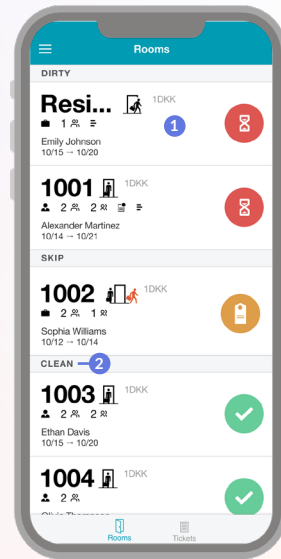 Rooms
DIRTY
Resi... 1DKK
1
1
Emily Johnson
10/15 → 10/20
1001 1DKK
2 2
Alexander Martinez
10/14 → 10/21
SKIP
1002 1DKK
2 1
Sophia Williams
10/12 → 10/14
CLEAN 2
1003 1DKK
2 2
Ethan Davis
10/15 → 10/20
1004 1DKK
2
Rooms Tickets